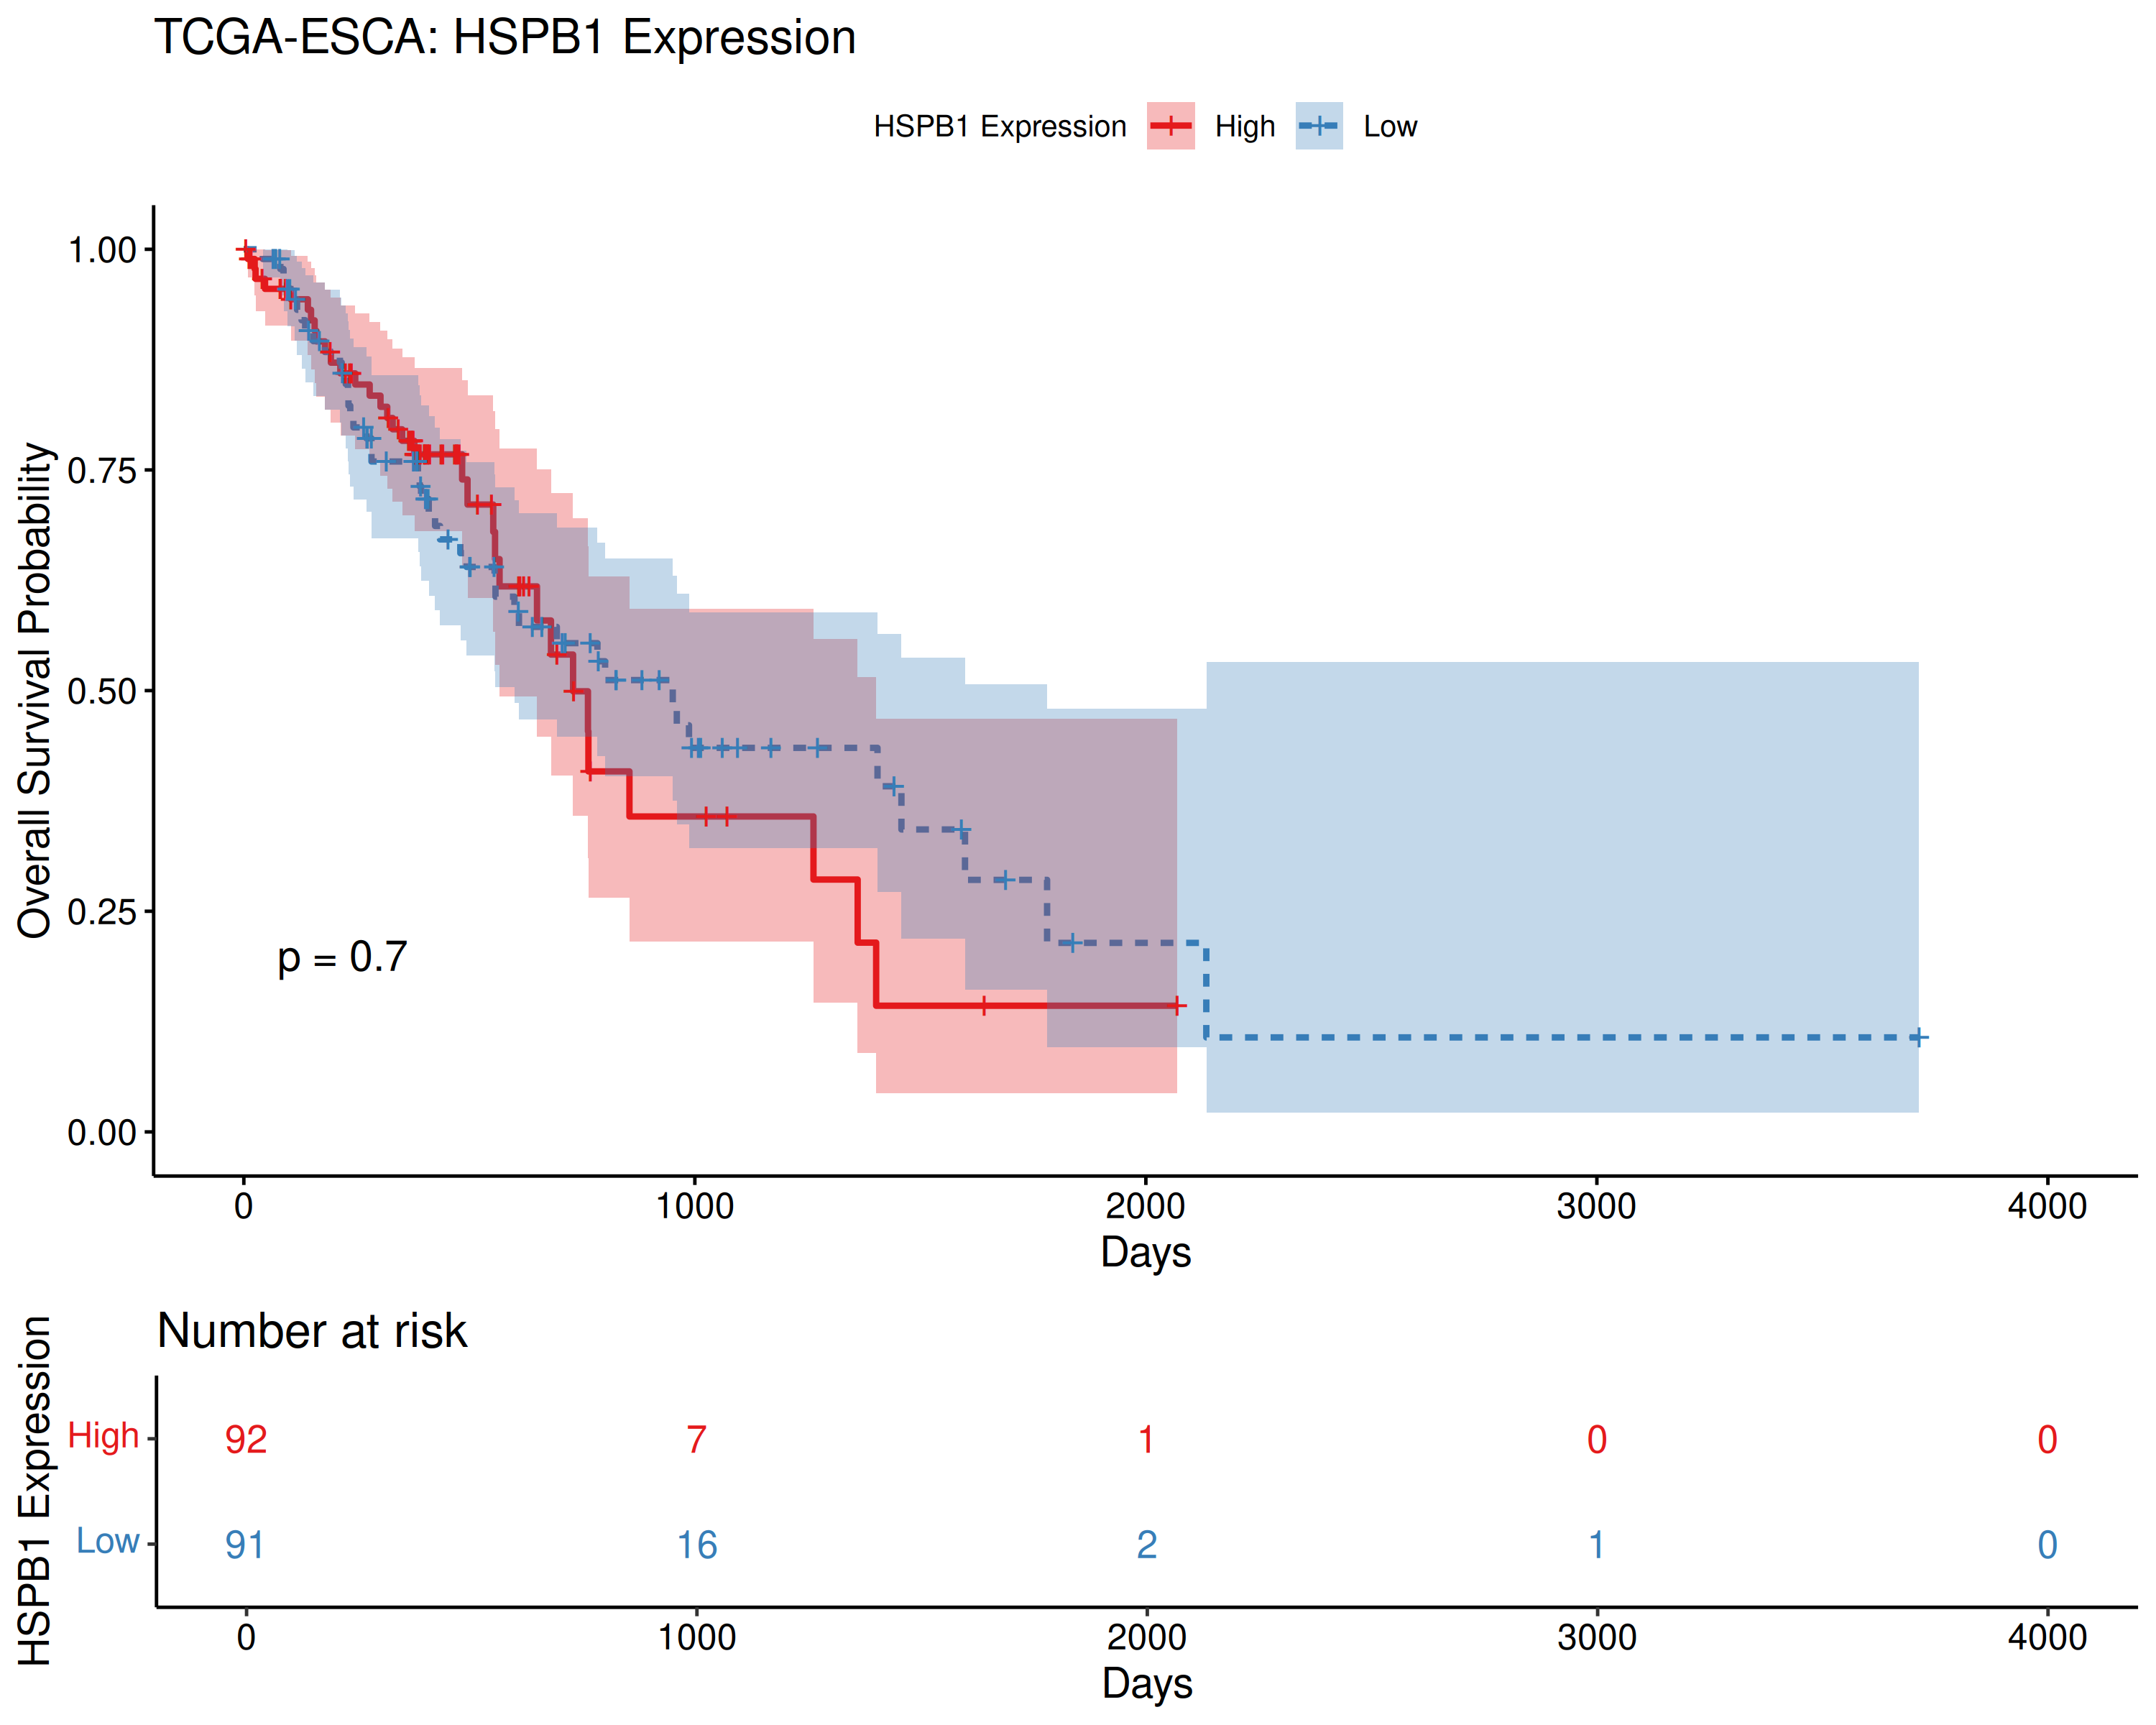 TCGA-ESCA: HSPB1 Expression
HSPB1 Expression High Low
Overall Survival Probability
1.00
0.75
0.50
0.25
0.00
p = 0.7
0 1000 2000 3000 4000
Days
Number at risk
HSPB1 Expression
High 92 7 1 0 0
Low 91 16 2 1 0
0 1000 2000 3000 4000
Days